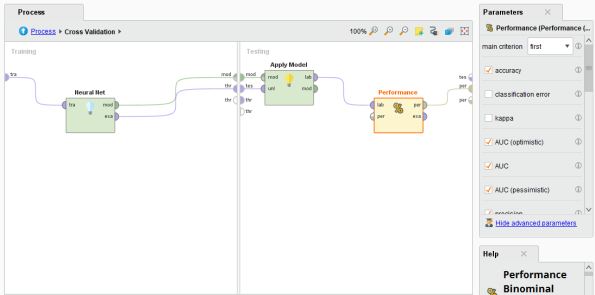 Process
Parameters
Process
Cross Validation
100%
Performance (Performance (...
Training
Testing
main criterion
first
accuracy
classification error
kappa
AUC (optimistic)
AUC
AUC (pessimistic)
precision
Hide advanced parameters
tra
Neural Net
tra
mod
exa
mod
thr
thr
mod
tes
thr
thr
Apply Model
mod
unl
lab
mod
Performance
lab
per
per
exa
tes
per
per
Help
Performance
Binominal